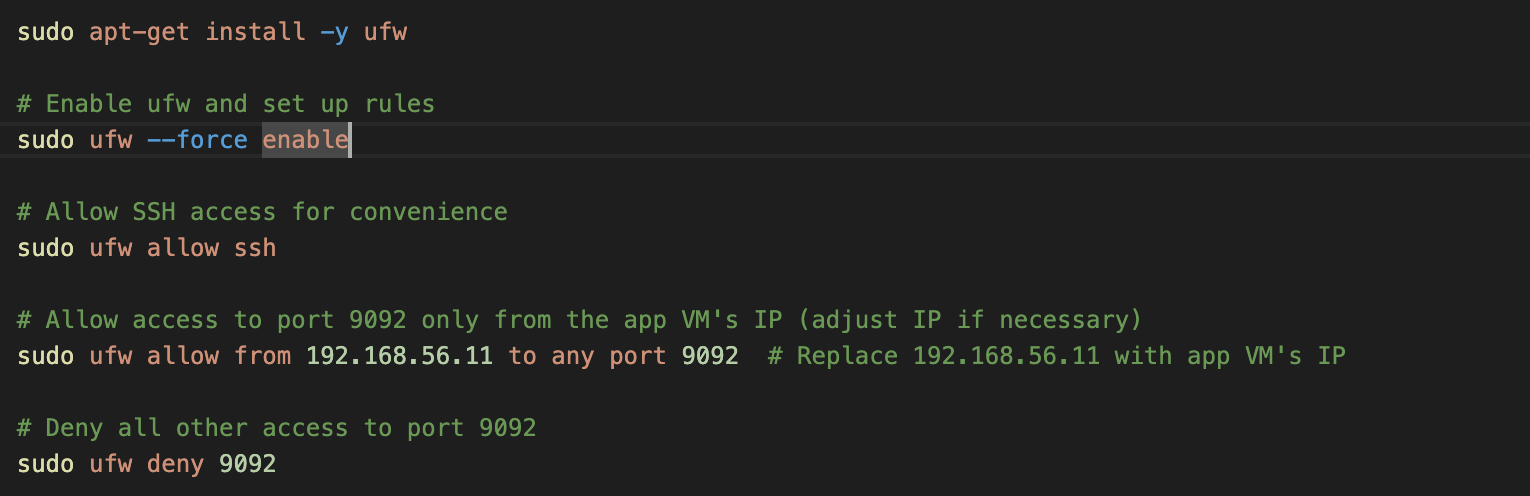 sudo apt-get install -y ufw
# Enable ufw and set up rules
sudo ufw --force enable
# Allow SSH access for convenience
sudo ufw allow ssh
# Allow access to port 9092 only from the app VM's IP (adjust IP if necessary)
sudo ufw allow from 192.168.56.11 to any port 9092  # Replace 192.168.56.11 with app VM's IP
# Deny all other access to port 9092
sudo ufw deny 9092